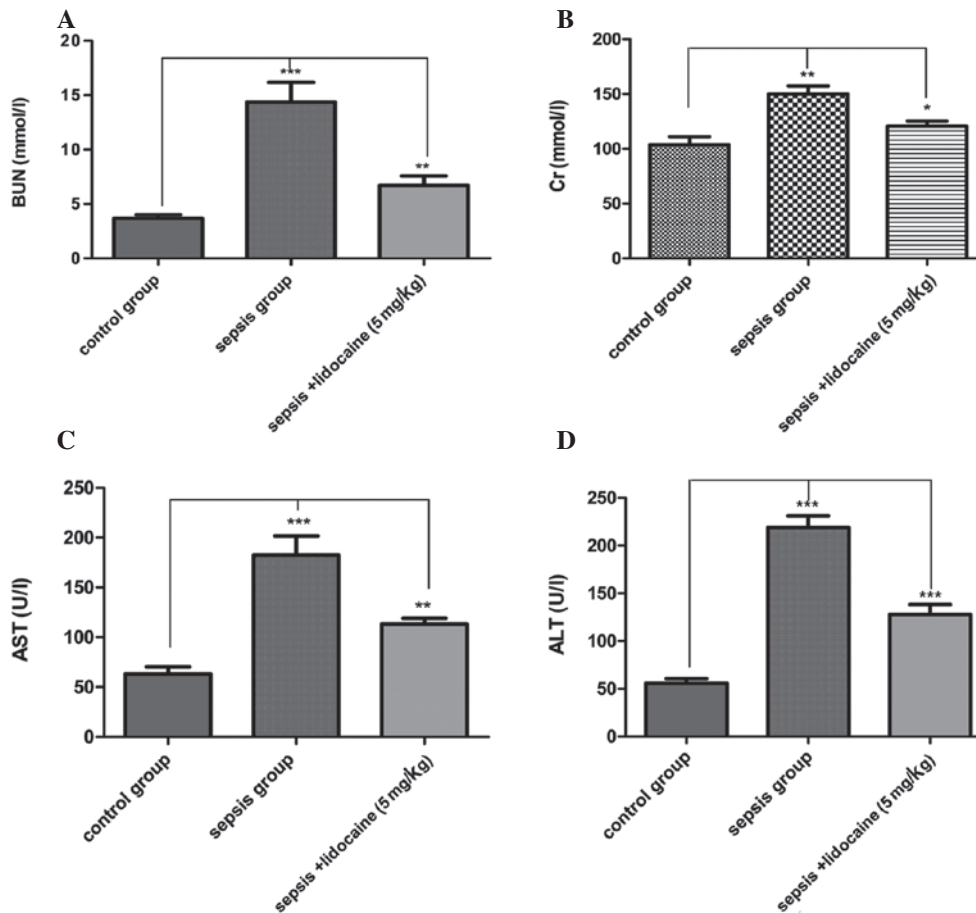 A
BUN (mmol/l)
20
15
10
5
0
***
**
control group
sepsis group
sepsis +lidocaine (5 mg/Kg)
B
Cr (mmol/l)
200
150
100
50
0
**
*
control group
sepsis group
sepsis +lidocaine (5 mg/Kg)
C
AST (U/l)
250
200
150
100
50
0
***
**
control group
sepsis group
sepsis +lidocaine (5 mg/Kg)
D
ALT (U/l)
250
200
150
100
50
0
***
***
control group
sepsis group
sepsis +lidocaine (5 mg/Kg)